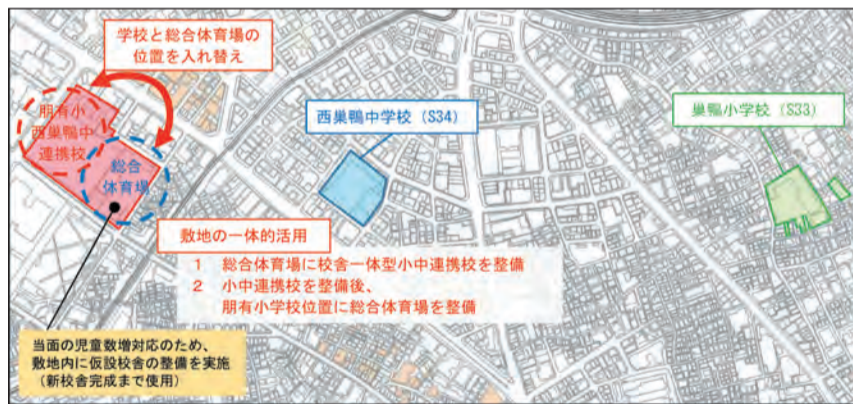 学校と総合体育場の
位置を入れ替え
朋有小
西巣鴨中
連携校
総合
体育場
西巣鴨中学校（S34）
巣鴨小学校（S33）
敷地の一体的活用
1 総合体育場に校舎一体型小中連携校を整備
2 小中連携校を整備後、
朋有小学校位置に総合体育場を整備
当面の児童数増対応のため、
敷地内に仮設校舎の整備を実施
（新校舎完成まで使用）